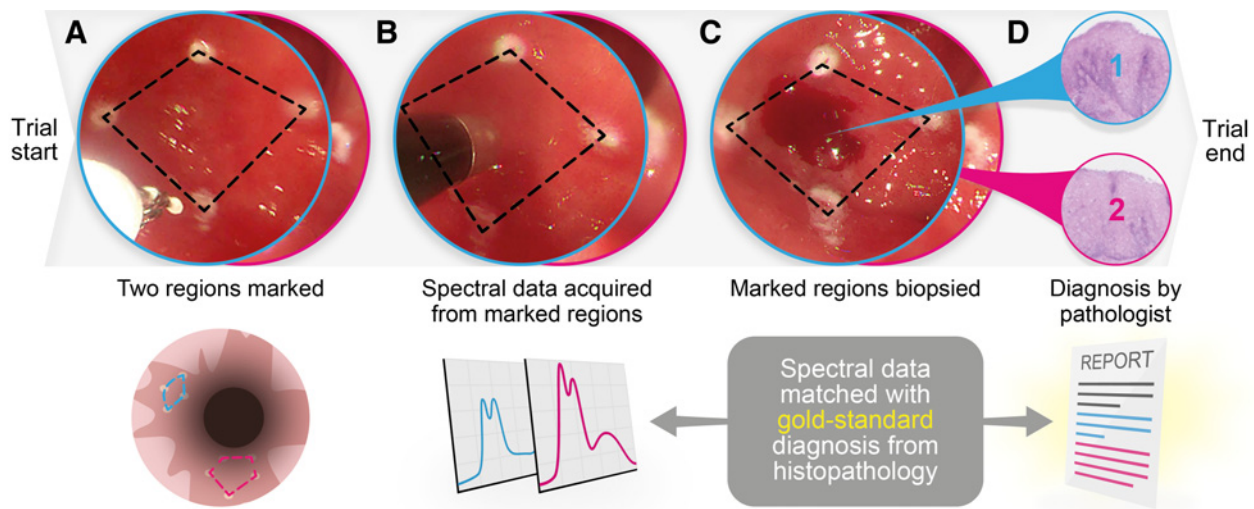 A
B
C
D
Trial
start
1
2
Trial
end
Two regions marked
Spectral data acquired
from marked regions
Marked regions biopsied
Diagnosis by
pathologist
Spectral data
matched with
gold-standard
diagnosis from
histopathology
REPORT